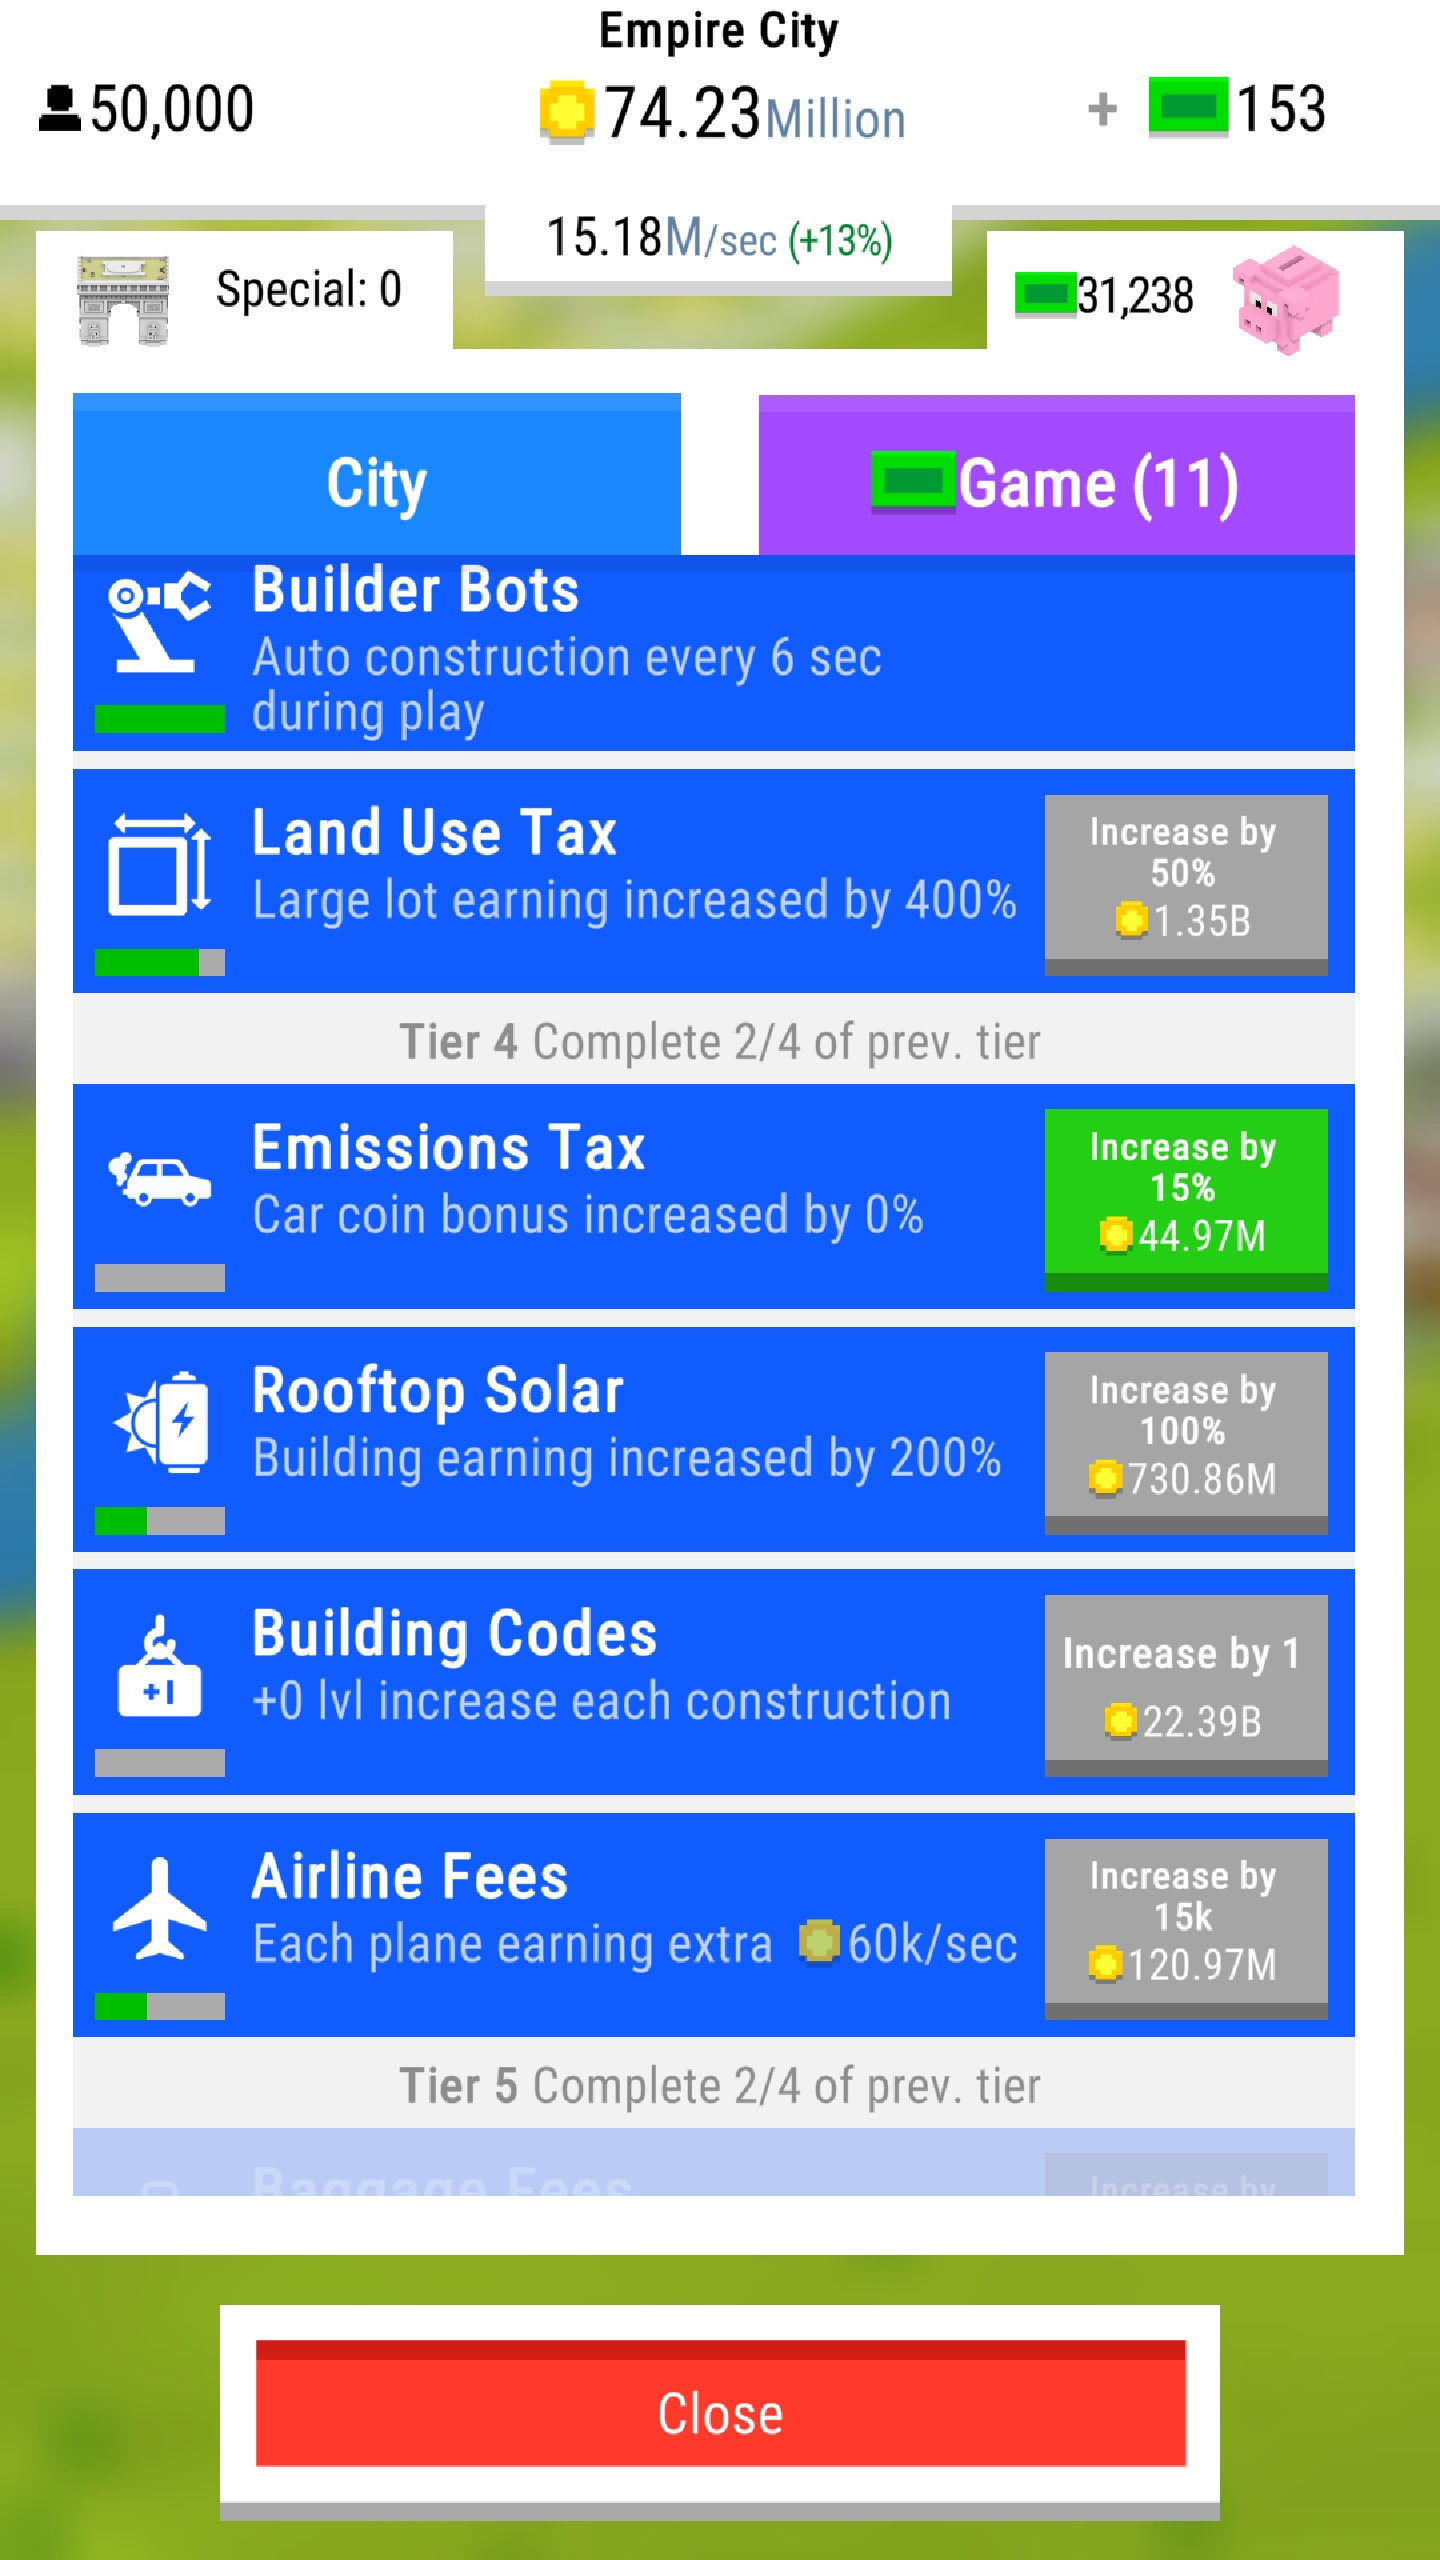 Empire City
50,000
74.23Million
+ 153
15.18M/sec (+13%)
Special: 0
31,238
City
Game (11)
Builder Bots
Auto construction every 6 sec
during play
Land Use Tax
Large lot earning increased by 400%
Increase by
50%
1.35B
Tier 4 Complete 2/4 of prev. tier
Emissions Tax
Car coin bonus increased by 0%
Increase by
15%
44.97M
Rooftop Solar
Building earning increased by 200%
Increase by
100%
730.86M
Building Codes
+1
+0 lvl increase each construction
Increase by 1
22.39B
Airline Fees
Each plane earning extra 60k/sec
Increase by
15k
120.97M
Tier 5 Complete 2/4 of prev. tier
Baggage Fees
Increase by
Close